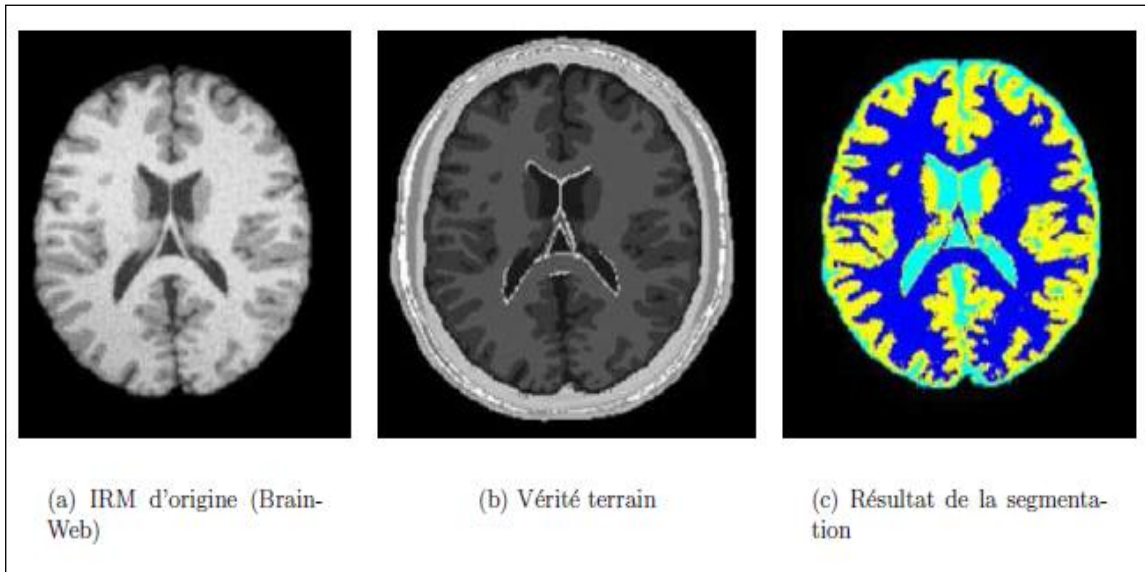 (a) IRM d'origine (Brain-
Web)
(b) Vérité terrain
(c) Résultat de la segmenta-
tion